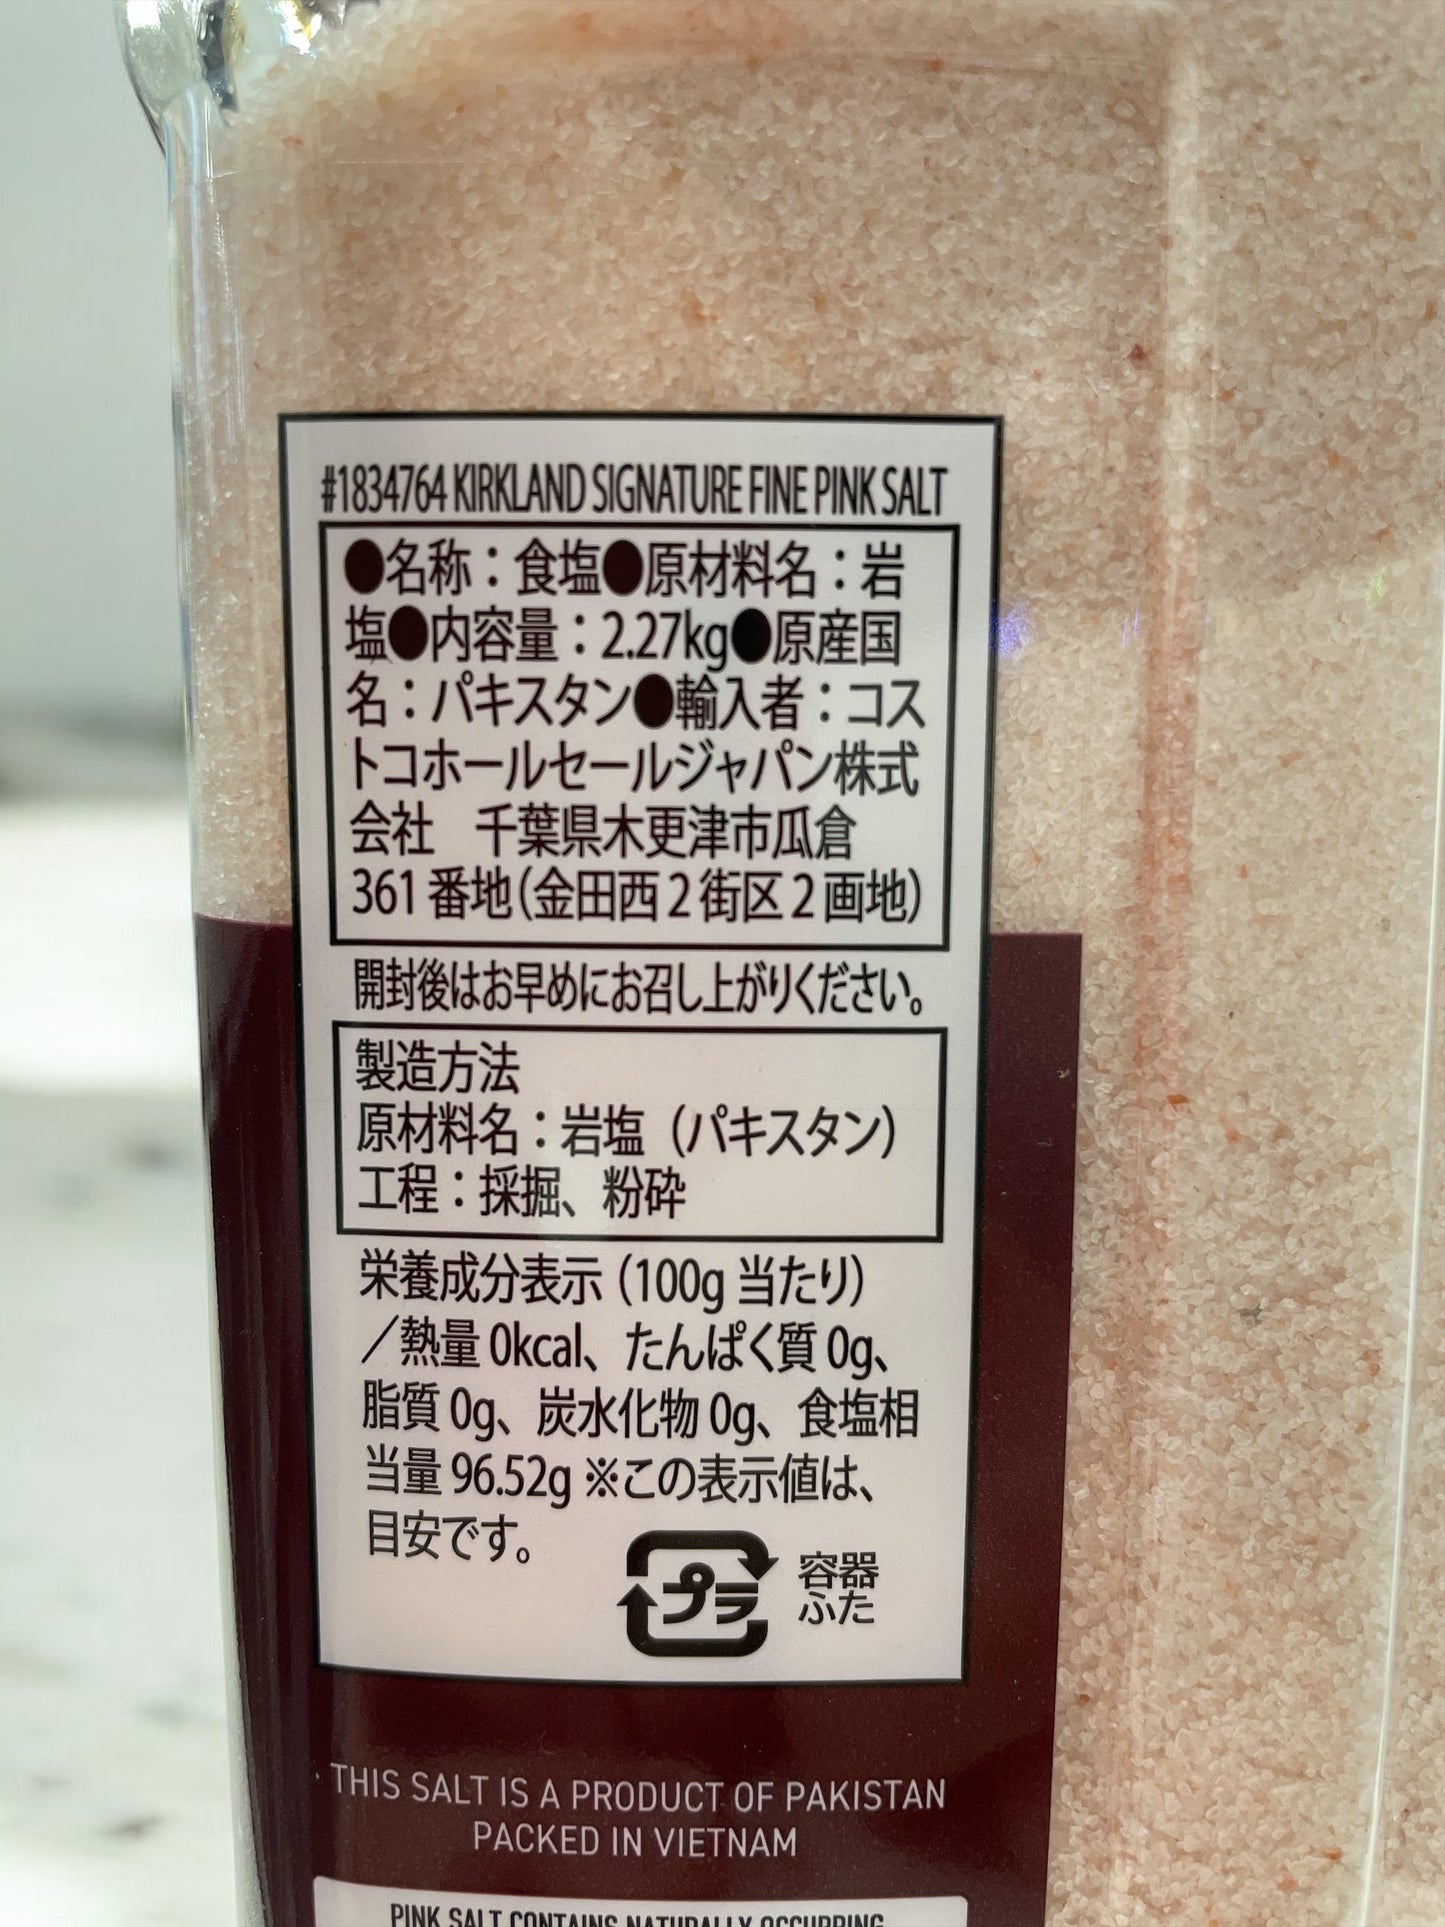 #1834764 KIRKLAND SIGNATURE FINE PINK SALT
●名称：食塩●原材料名：岩
塩●内容量：2.27kg●原産国
名：パキスタン●輸入者：コス
トコホールセールジャパン株式
会社　千葉県木更津市瓜倉
361 番地（金田西２街区２画地）
開封後はお早めにお召し上がりください。
製造方法
原材料名：岩塩（パキスタン）
工程：採掘、粉砕
栄養成分表示（100g 当たり）
／熱量 0kcal、たんぱく質 0g、
脂質 0g、炭水化物 0g、食塩相
当量 96.52g ※この表示値は、
目安です。
プラ
容器
ふた
THIS SALT IS A PRODUCT OF PAKISTAN
PACKED IN VIETNAM
PINK SALT CONTAINS NATURALLY OCCURRING